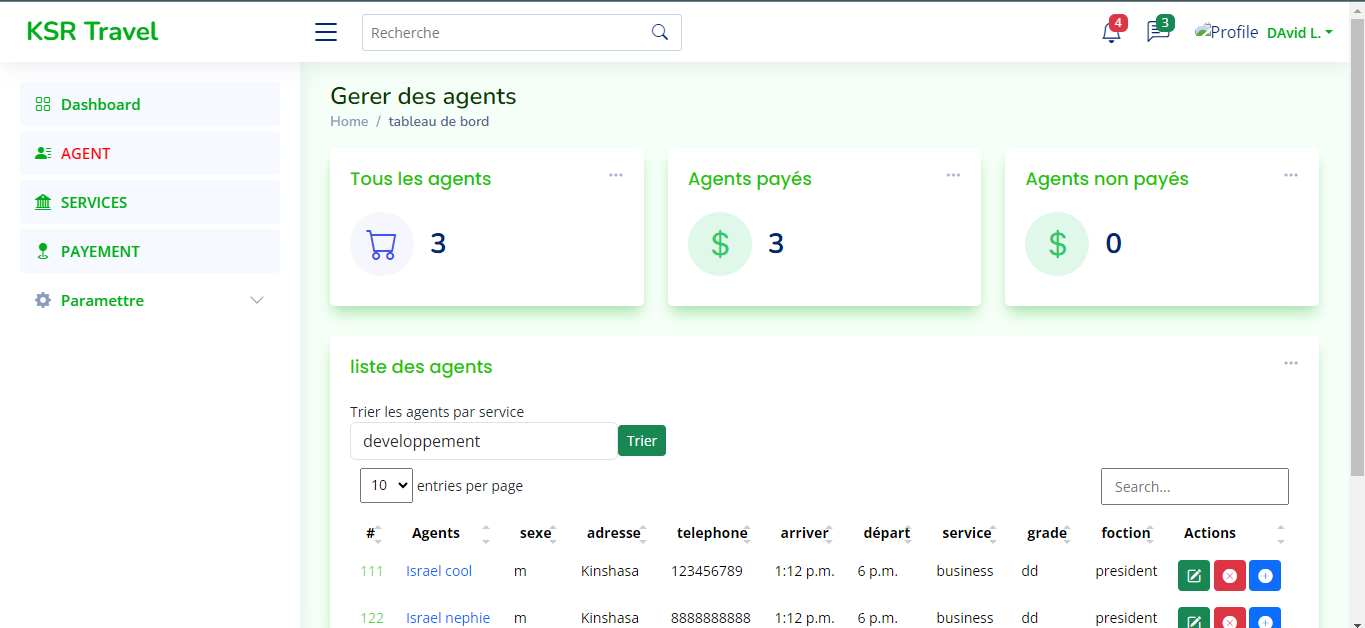 KSR Travel
Recherche
4
3
Profile
DAvid L.
Dashboard
AGENT
SERVICES
PAYEMENT
Paramettre
Gerer des agents
Home / tableau de bord
Tous les agents
3
Agents payés
$ 3
Agents non payés
$ 0
liste des agents
Trier les agents par service
developpement Trier
10 entries per page Search...
# Agents sexe adresse telephone arriver départ service grade foction Actions
111 Israel cool m Kinshasa 123456789 1:12 p.m. 6 p.m. business dd president
122 Israel nephie m Kinshasa 8888888888 1:12 p.m. 6 p.m. business dd president